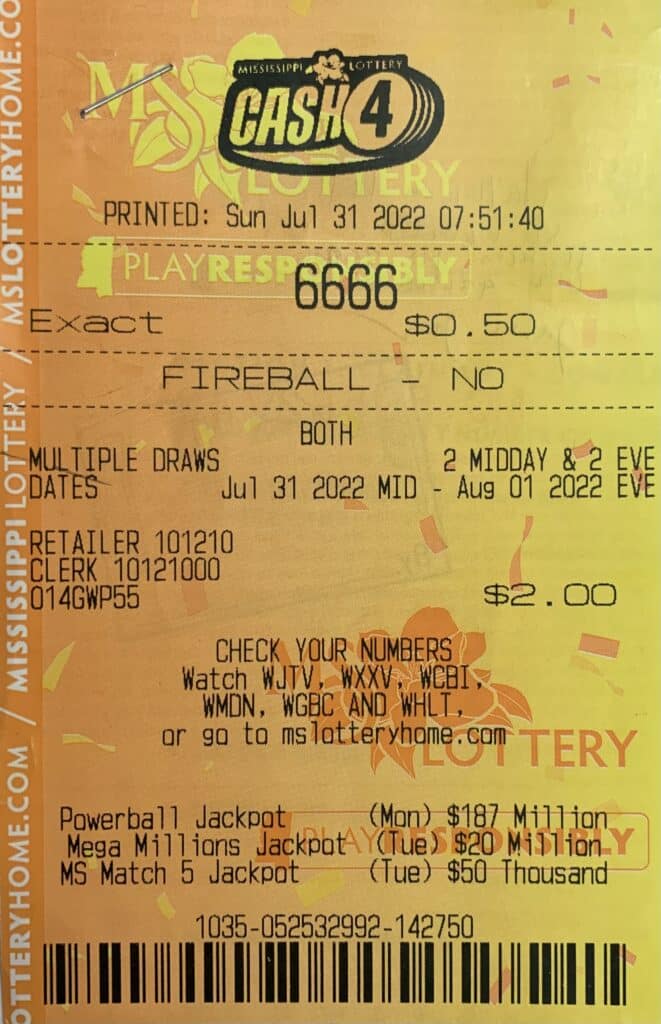 MISSISSIPPI LOTTERY
CASH 4
MS
LOTTERY
PRINTED: Sun Jul 31 2022 07:51:40
PLAY RESPONSIBLY
6666
Exact $0.50
FIREBALL - NO
BOTH
MULTIPLE DRAWS 2 MIDDAY & 2 EVE
DATES Jul 31 2022 MID - Aug 01 2022 EVE
RETAILER 101210
CLERK 10121000
014GWP55 $2.00
CHECK YOUR NUMBERS
Watch WJTV, WXXV, WCBI,
WMDN, WGBC AND WHLT,
or go to mslotteryhome.com
LOTTERY
Powerball Jackpot (Mon) $187 Million
Mega Millions Jackpot (Tue) $20 Million
PLAY RESPONSIBLY
MS Match 5 Jackpot (Tue) $50 Thousand
1035-052532992-142750
OTTERYHOME.COM / MISSISSIPPI LOTTERY / MSLOTTERYHOME.CO